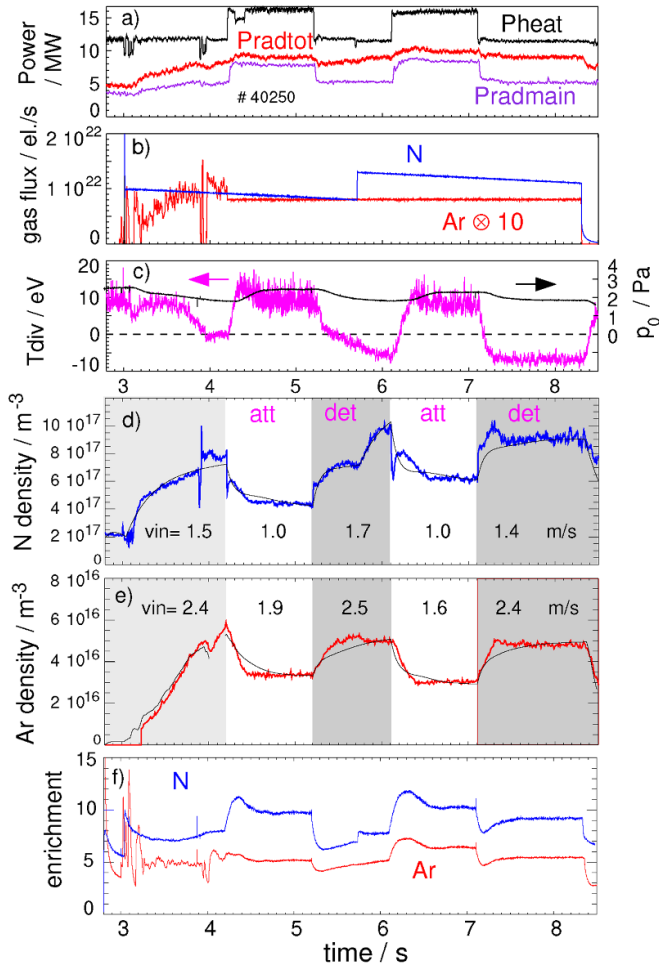 a)
Pheat
Pradtot
# 40250
Pradmain
Power / MW
15
10
5
0
b)
N
Ar ⊗ 10
gas flux / el./s
2 10²²
1 10²²
0
c)
Tdiv / eV
20
10
0
-10
4
3
2
1
0
p₀ / Pa
3 4 5 6 7 8
d)
att det att det
N density / m⁻³
10 10¹⁷
8 10¹⁷
6 10¹⁷
4 10¹⁷
2 10¹⁷
0
vin= 1.5 1.0 1.7 1.0 1.4 m/s
e)
vin= 2.4 1.9 2.5 1.6 2.4 m/s
Ar density / m⁻³
8 10¹⁶
6 10¹⁶
4 10¹⁶
2 10¹⁶
0
f)
N
Ar
enrichment
15
10
5
0
3 4 5 6 7 8
time / s